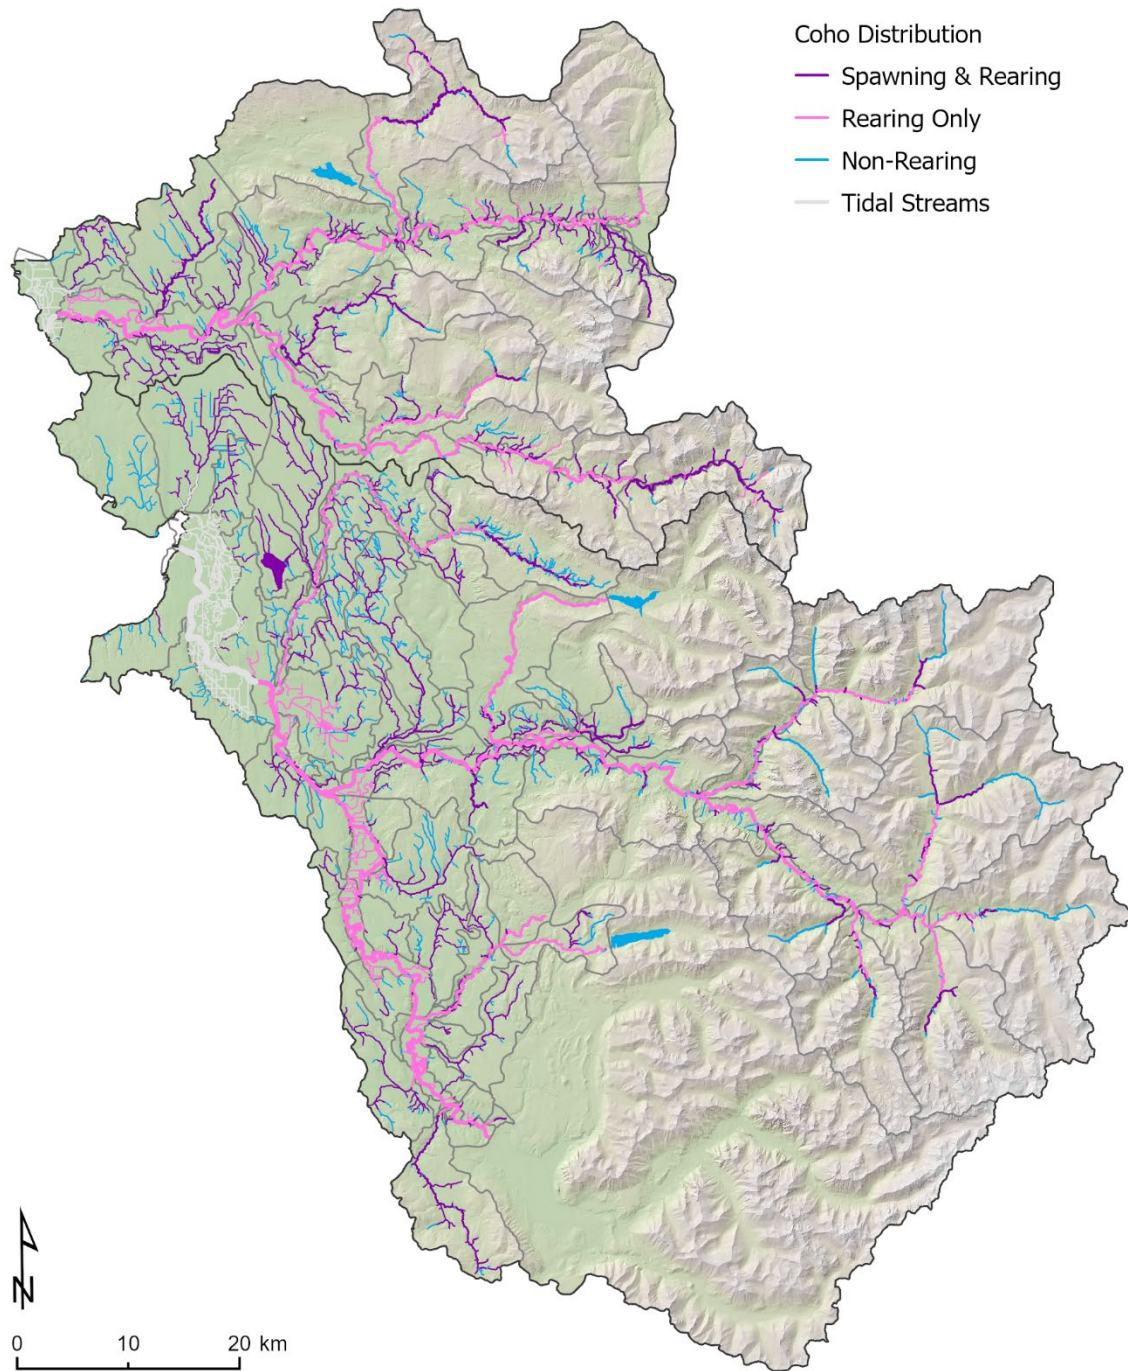 Coho Distribution
Spawning & Rearing
Rearing Only
Non-Rearing
Tidal Streams
N
0 10 20 km